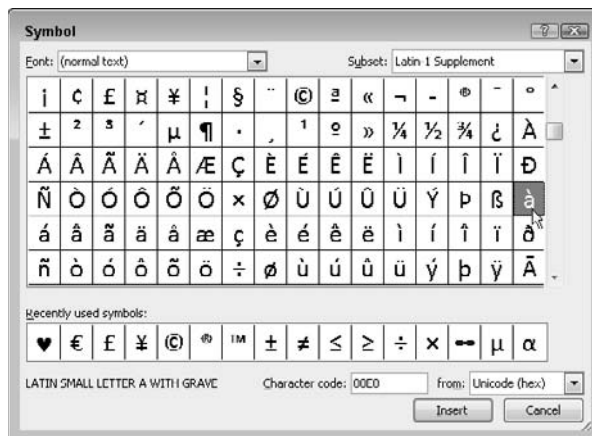 Symbol
Font: (normal text) Subset: Latin-1 Supplement
¡ ¢ £ ¤ ¥ ¦ § ¨ © ª « ¬ - ® ¯ °
± ² ³ ´ µ ¶ · ¸ ¹ º » ¼ ½ ¾ ¿ À
Á Â Ã Ä Å Æ Ç È É Ê Ë Ì Í Î Ï Ð
Ñ Ò Ó Ô Õ Ö × Ø Ù Ú Û Ü Ý Þ ß à
á â ã ä å æ ç è é ê ë ì í î ï ð
ñ ò ó ô õ ö ÷ ø ù ú û ü ý þ ÿ Ā
Recently used symbols:
♥ € £ ¥ © ® ™ ± ≠ ≤ ≥ ÷ × µ α
LATIN SMALL LETTER A WITH GRAVE Character code: 00E0 from: Unicode (hex)
Insert Cancel